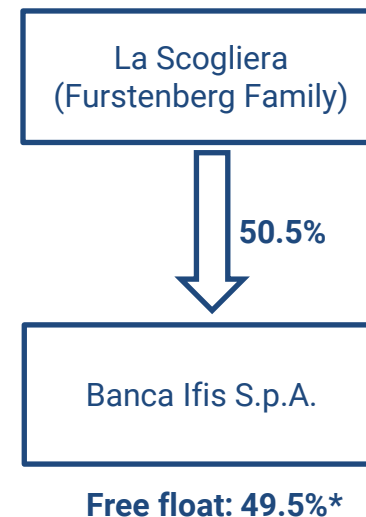 La Scogliera
(Furstenberg Family)
50.5%
Banca Ifis S.p.A.
Free float: 49.5%*